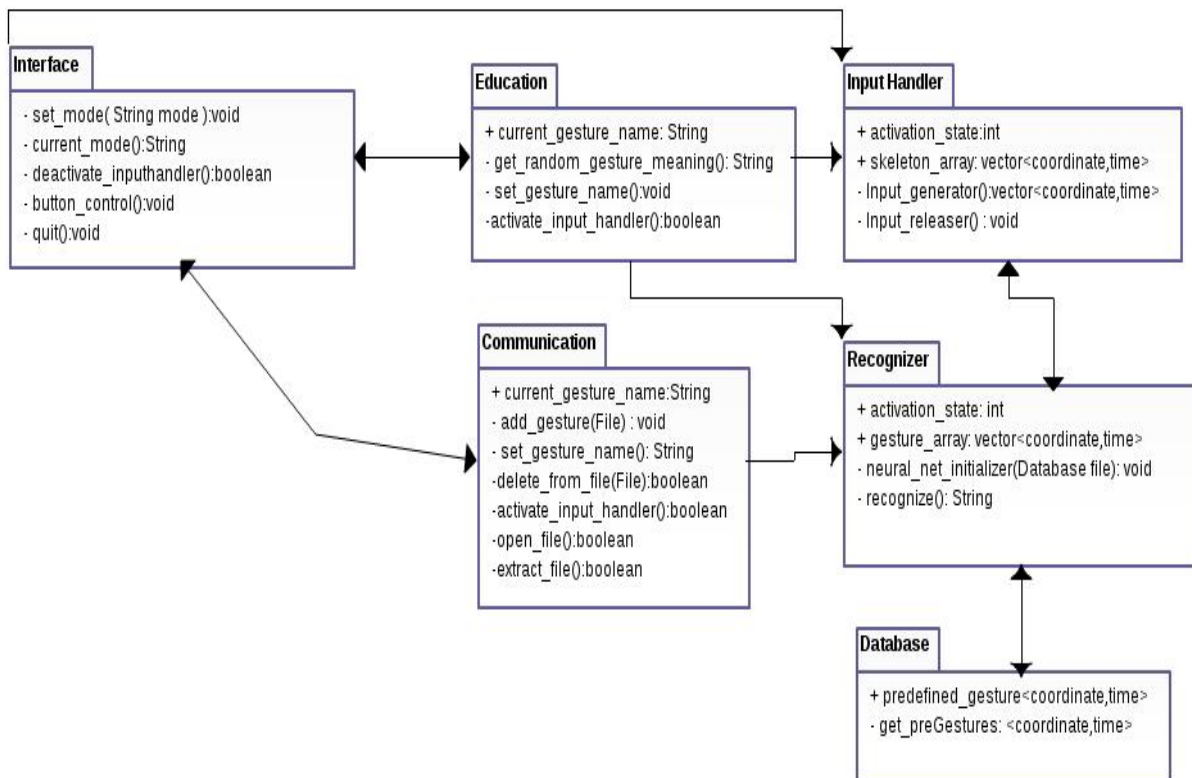 Interface
- set_mode( String mode ):void
- current_mode():String
- deactivate_inputhandler():boolean
- button_control():void
- quit():void
Education
+ current_gesture_name: String
- get_random_gesture_meaning(): String
- set_gesture_name():void
-activate_input_handler():boolean
Input Handler
+ activation_state:int
+ skeleton_array: vector<coordinate,time>
- Input_generator():vector<coordinate,time>
- Input_releaser() : void
Communication
+ current_gesture_name:String
- add_gesture(File) : void
- set_gesture_name(): String
-delete_from_file(File):boolean
-activate_input_handler():boolean
-open_file():boolean
-extract_file():boolean
Recognizer
+ activation_state: int
+ gesture_array: vector<coordinate,time>
- neural_net_initializer(Database file): void
- recognize(): String
Database
+ predefined_gesture<coordinate,time>
- get_preGestures: <coordinate,time>